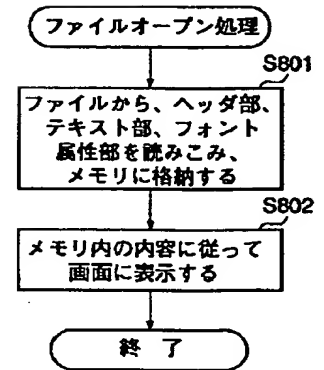 ファイルオープン処理
S801
ファイルから、ヘッダ部、
テキスト部、フォント
属性部を読みこみ、
メモリに格納する
S802
メモリ内の内容に従って
画面に表示する
終 了